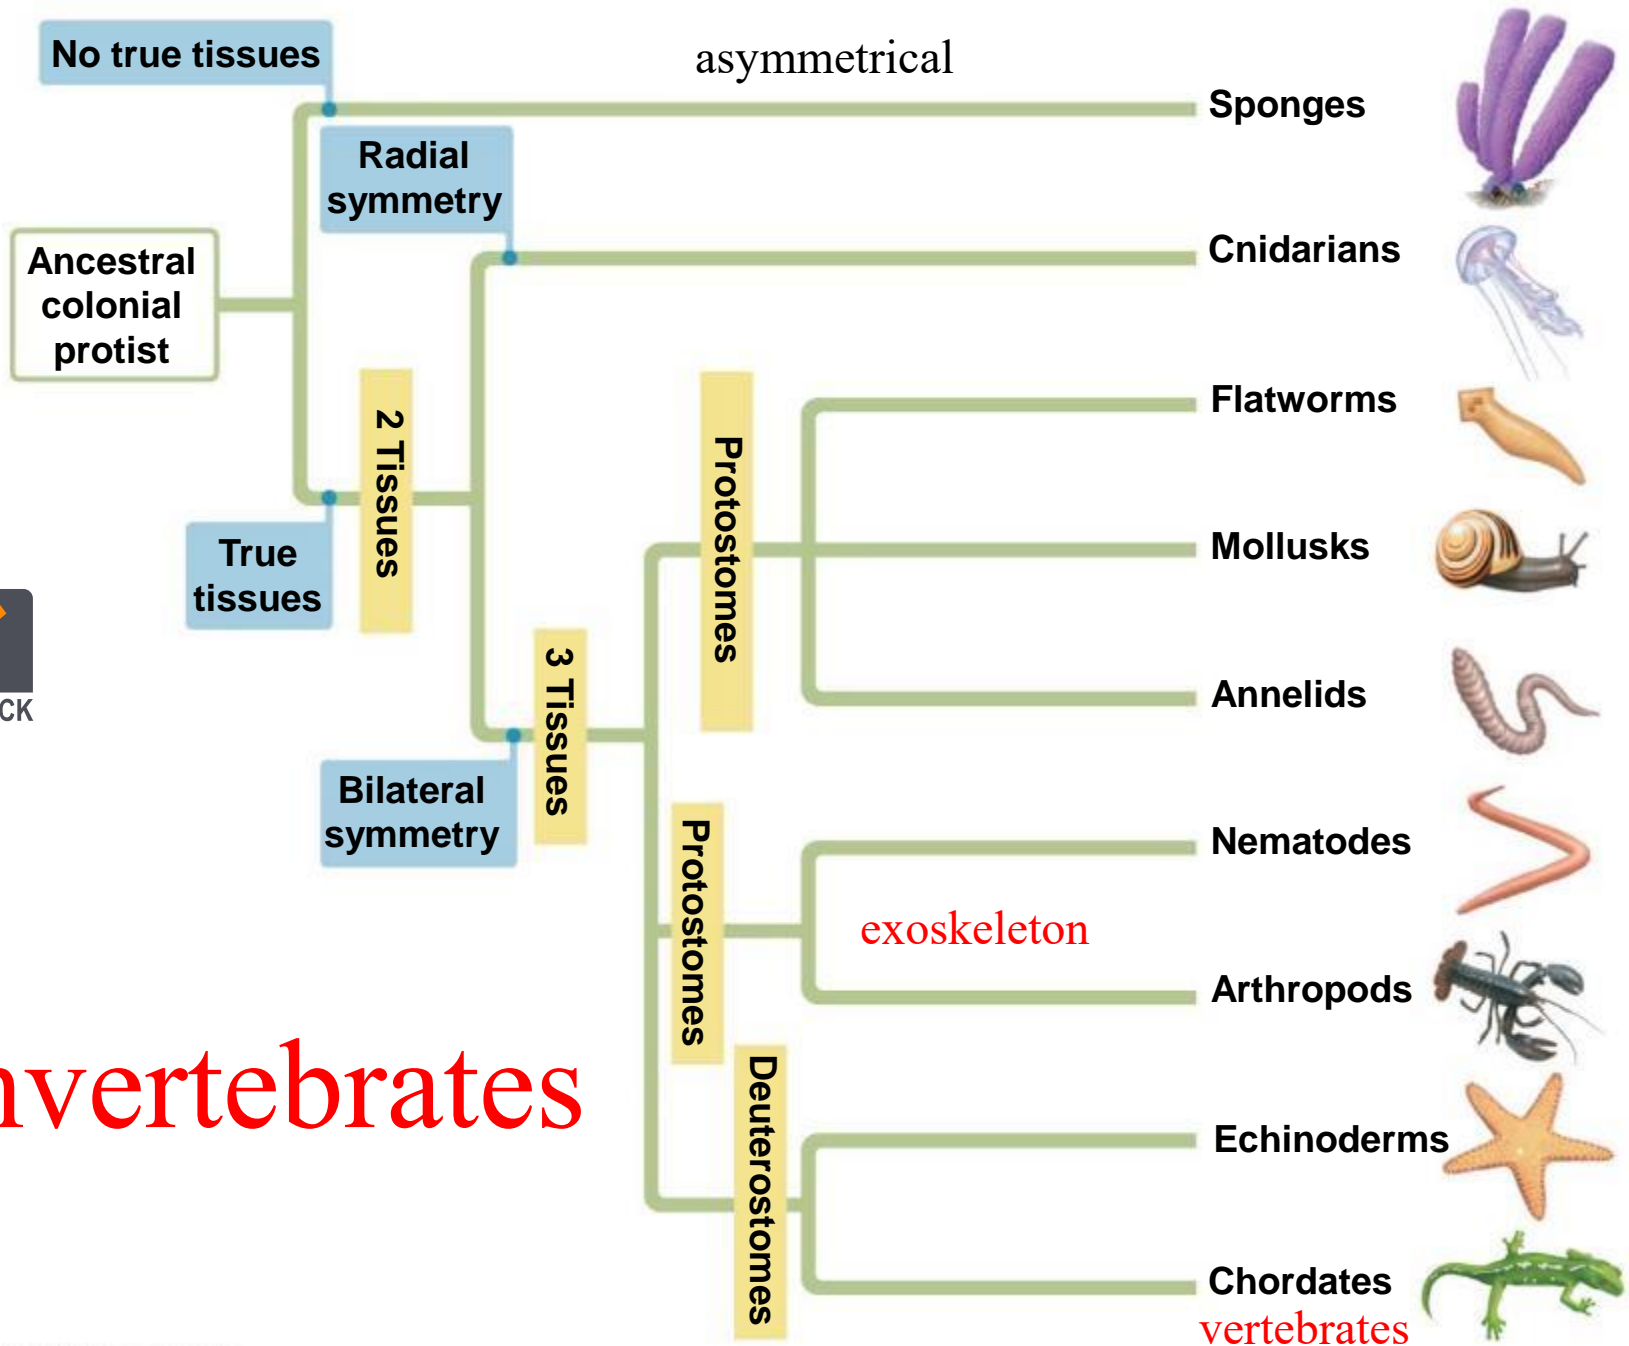 No true tissues
asymmetrical
Sponges
Radial
symmetry
Cnidarians
Ancestral
colonial
protist
2 Tissues
Protostomes
Flatworms
True
tissues
Mollusks
3 Tissues
Annelids
CK
Bilateral
symmetry
Protostomes
Nematodes
exoskeleton
Arthropods
nvertebrates
Deuterostomes
Echinoderms
Chordates
vertebrates